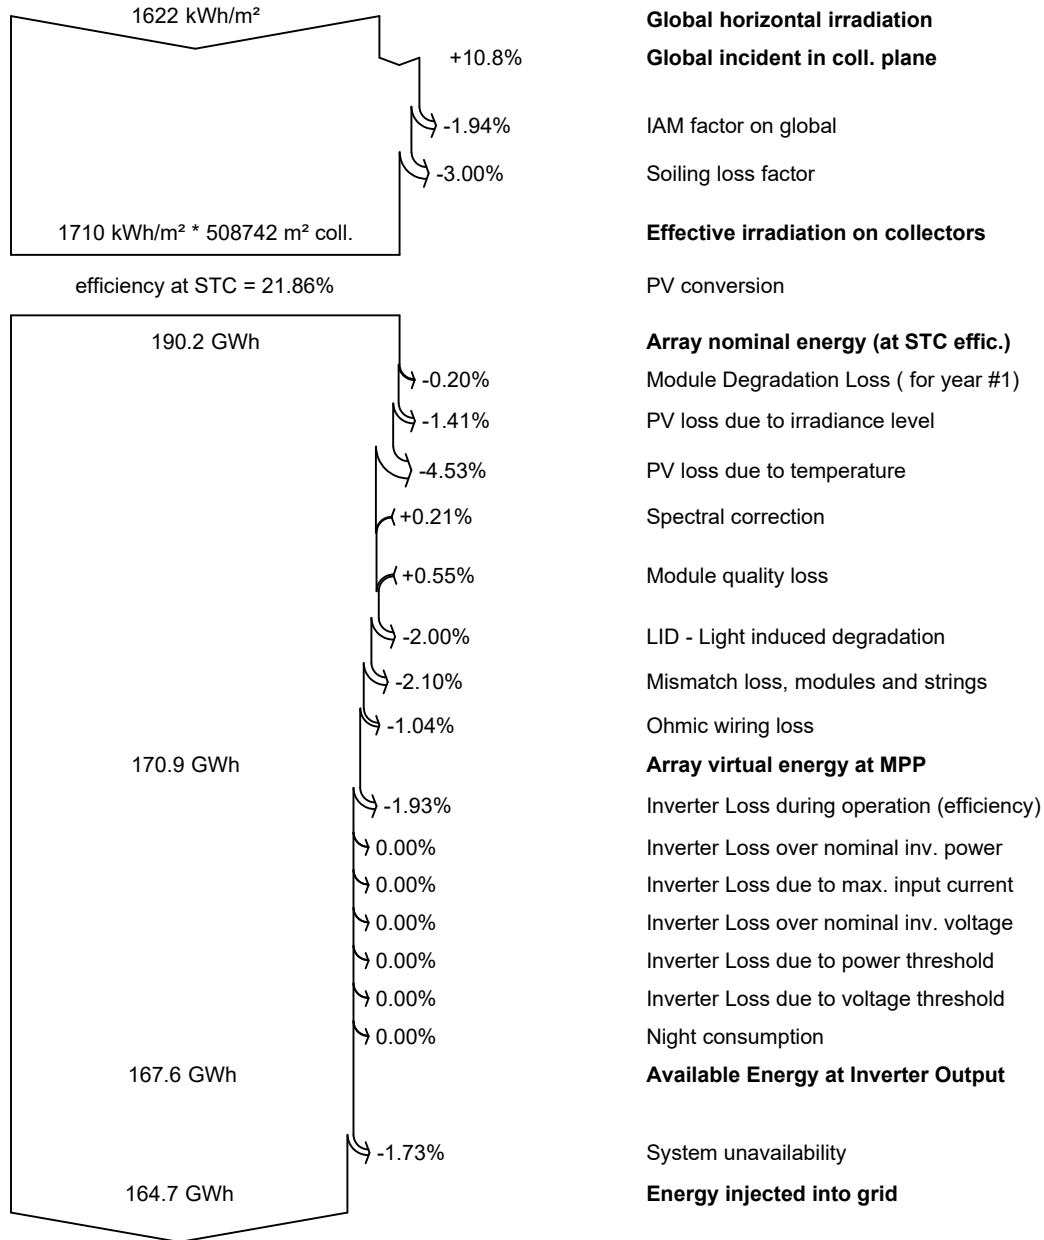 1622 kWh/m² Global horizontal irradiation
+10.8% Global incident in coll. plane
-1.94% IAM factor on global
-3.00% Soiling loss factor
1710 kWh/m² * 508742 m² coll. Effective irradiation on collectors
efficiency at STC = 21.86% PV conversion
190.2 GWh Array nominal energy (at STC effic.)
-0.20% Module Degradation Loss ( for year #1)
-1.41% PV loss due to irradiance level
-4.53% PV loss due to temperature
+0.21% Spectral correction
+0.55% Module quality loss
-2.00% LID - Light induced degradation
-2.10% Mismatch loss, modules and strings
-1.04% Ohmic wiring loss
170.9 GWh Array virtual energy at MPP
-1.93% Inverter Loss during operation (efficiency)
0.00% Inverter Loss over nominal inv. power
0.00% Inverter Loss due to max. input current
0.00% Inverter Loss over nominal inv. voltage
0.00% Inverter Loss due to power threshold
0.00% Inverter Loss due to voltage threshold
0.00% Night consumption
167.6 GWh Available Energy at Inverter Output
-1.73% System unavailability
164.7 GWh Energy injected into grid